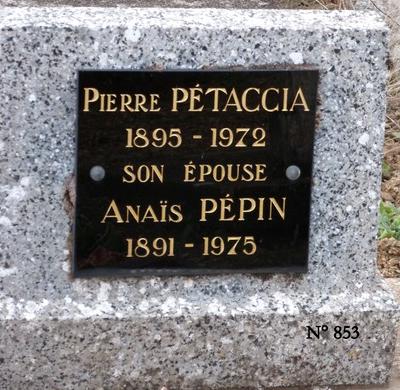 Pierre PÉTACCIA
1895 - 1972
SON ÉPOUSE
Anaïs PÉPIN
1891 - 1975
N° 853